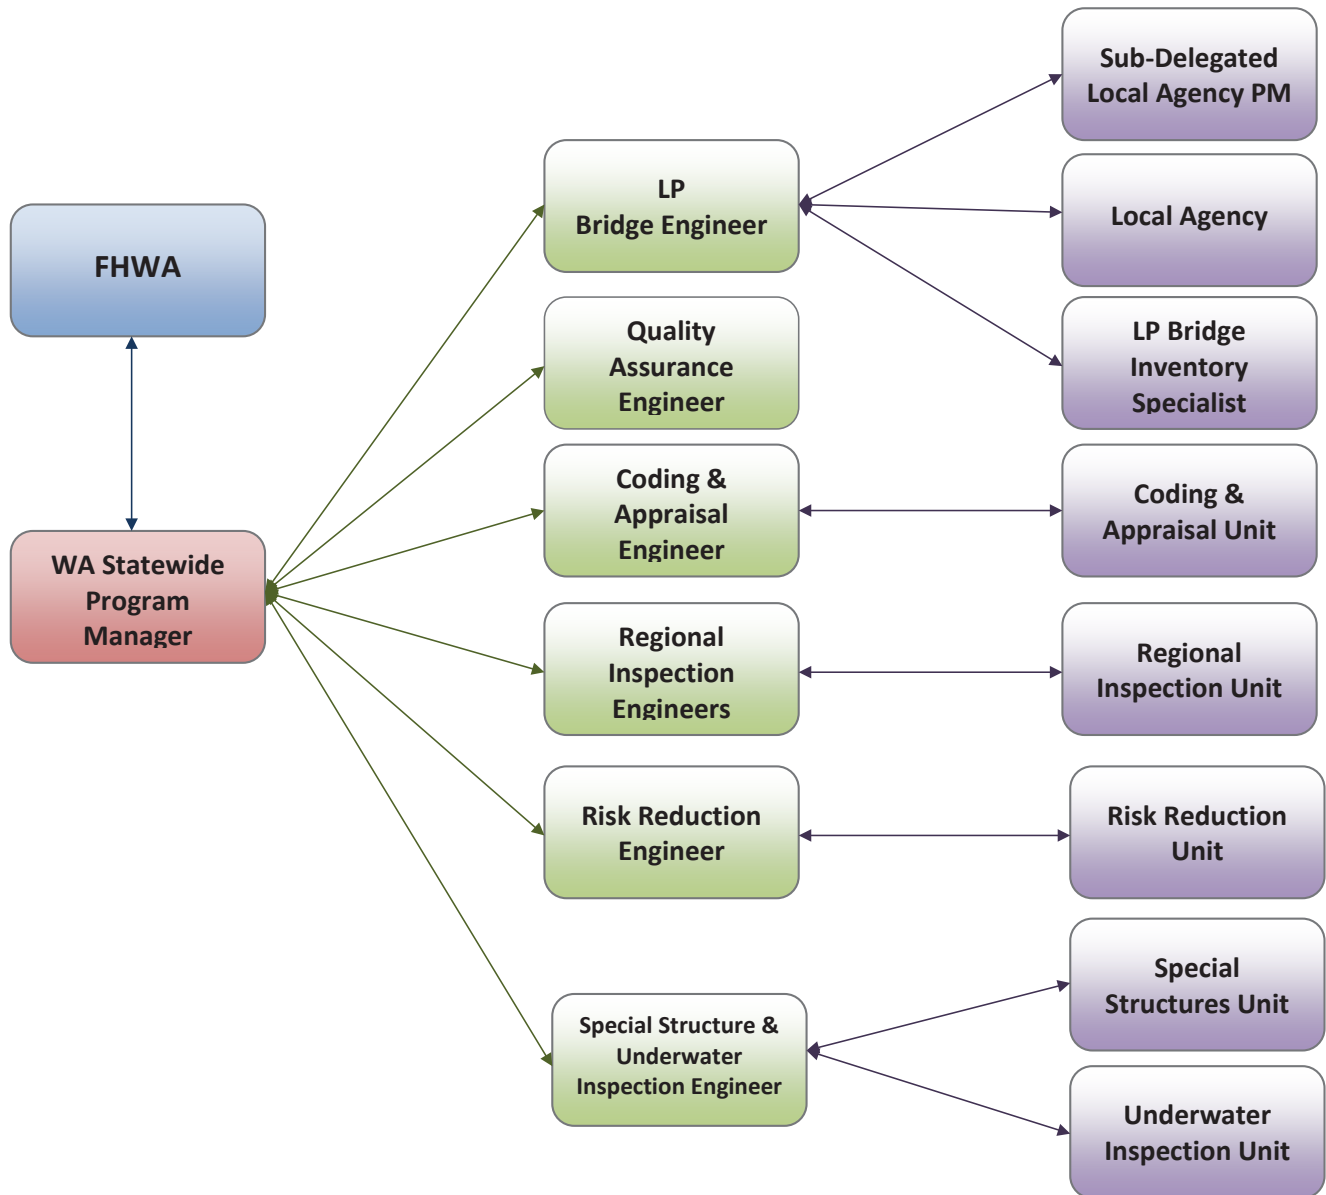 FHWA
WA Statewide
Program
Manager
LP
Bridge Engineer
Quality
Assurance
Engineer
Coding &
Appraisal
Engineer
Regional
Inspection
Engineers
Risk Reduction
Engineer
Special Structure &
Underwater
Inspection Engineer
Sub-Delegated
Local Agency PM
Local Agency
LP Bridge
Inventory
Specialist
Coding &
Appraisal Unit
Regional
Inspection Unit
Risk Reduction
Unit
Special
Structures Unit
Underwater
Inspection Unit